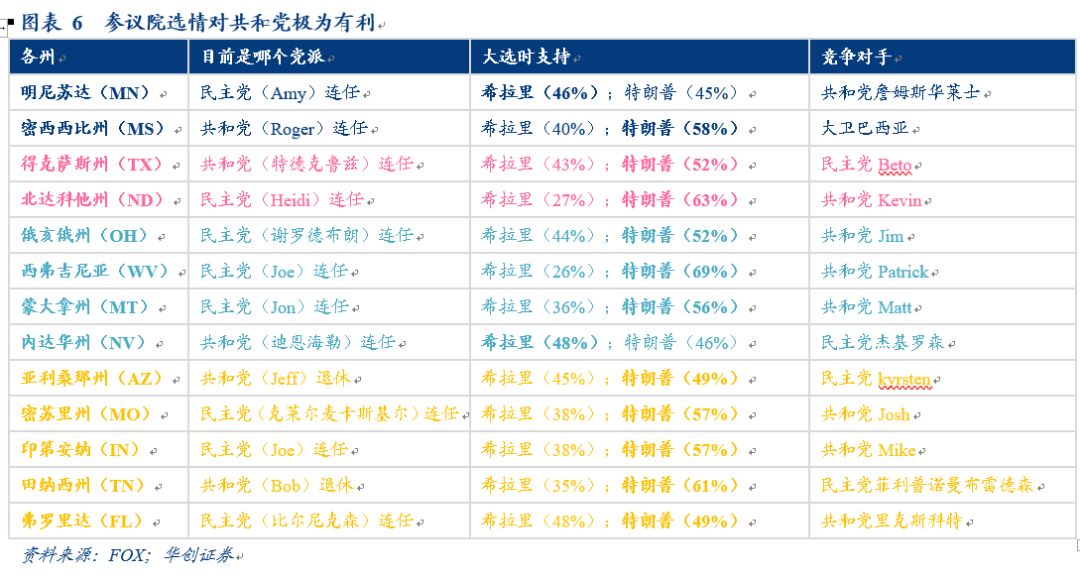 图表 6 参议院选情对共和党极为有利
各州 目前是哪个党派 大选时支持 竞争对手
明尼苏达（MN） 民主党（Amy）连任 希拉里（46%）；特朗普（45%） 共和党詹姆斯华莱士
密西西比州（MS） 共和党（Roger）连任 希拉里（40%）；特朗普（58%） 大卫巴西亚
得克萨斯州（TX） 共和党（特德克鲁兹）连任 希拉里（43%）；特朗普（52%） 民主党 Beto
北达科他州（ND） 民主党（Heidi）连任 希拉里（27%）；特朗普（63%） 共和党 Kevin
俄亥俄州（OH） 民主党（谢罗德布朗）连任 希拉里（44%）；特朗普（52%） 共和党 Jim
西弗吉尼亚（WV） 民主党（Joe）连任 希拉里（26%）；特朗普（69%） 共和党 Patrick
蒙大拿州（MT） 民主党（Jon）连任 希拉里（36%）；特朗普（56%） 共和党 Matt
内达华州（NV） 共和党（迪恩海勒）连任 希拉里（48%）；特朗普（46%） 民主党杰基罗森
亚利桑那州（AZ） 共和党（Jeff）退休 希拉里（45%）；特朗普（49%） 民主党 kyrsten
密苏里州（MO） 民主党（克莱尔麦卡斯基尔）连任 希拉里（38%）；特朗普（57%） 共和党 Josh
印第安纳（IN） 民主党（Joe）连任 希拉里（38%）；特朗普（57%） 共和党 Mike
田纳西州（TN） 共和党（Bob）退休 希拉里（35%）；特朗普（61%） 民主党菲利普诺曼布雷德森
弗罗里达（FL） 民主党（比尔尼克森）连任 希拉里（48%）；特朗普（49%） 共和党里克斯科特
资料来源：FOX；华创证券